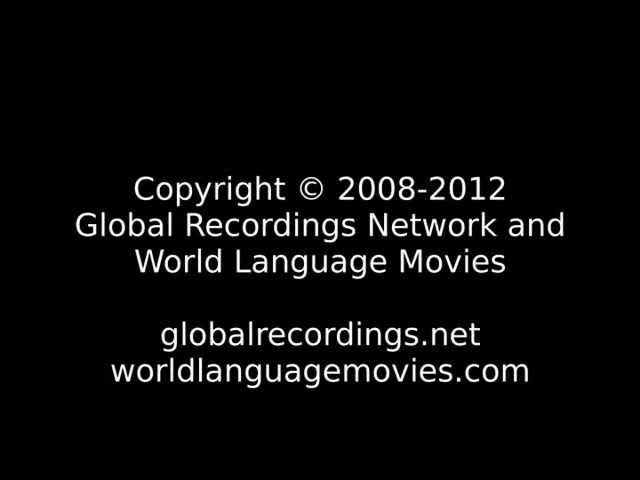 Copyright © 2008-2012
Global Recordings Network and
World Language Movies
globalrecordings.net
worldlanguagemovies.com